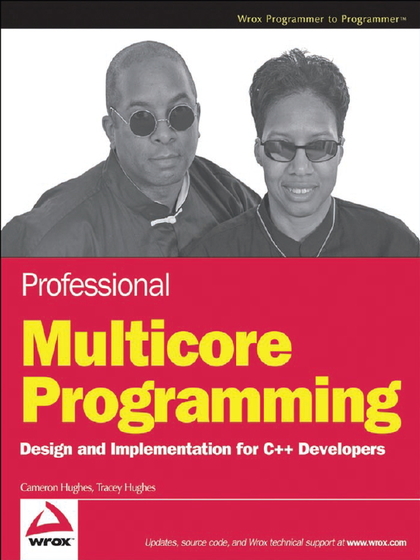 Wrox Programmer to Programmer™
Professional
Multicore
Programming
Design and Implementation for C++ Developers
Cameron Hughes, Tracey Hughes
wrox™
Updates, source code, and Wrox technical support at www.wrox.com